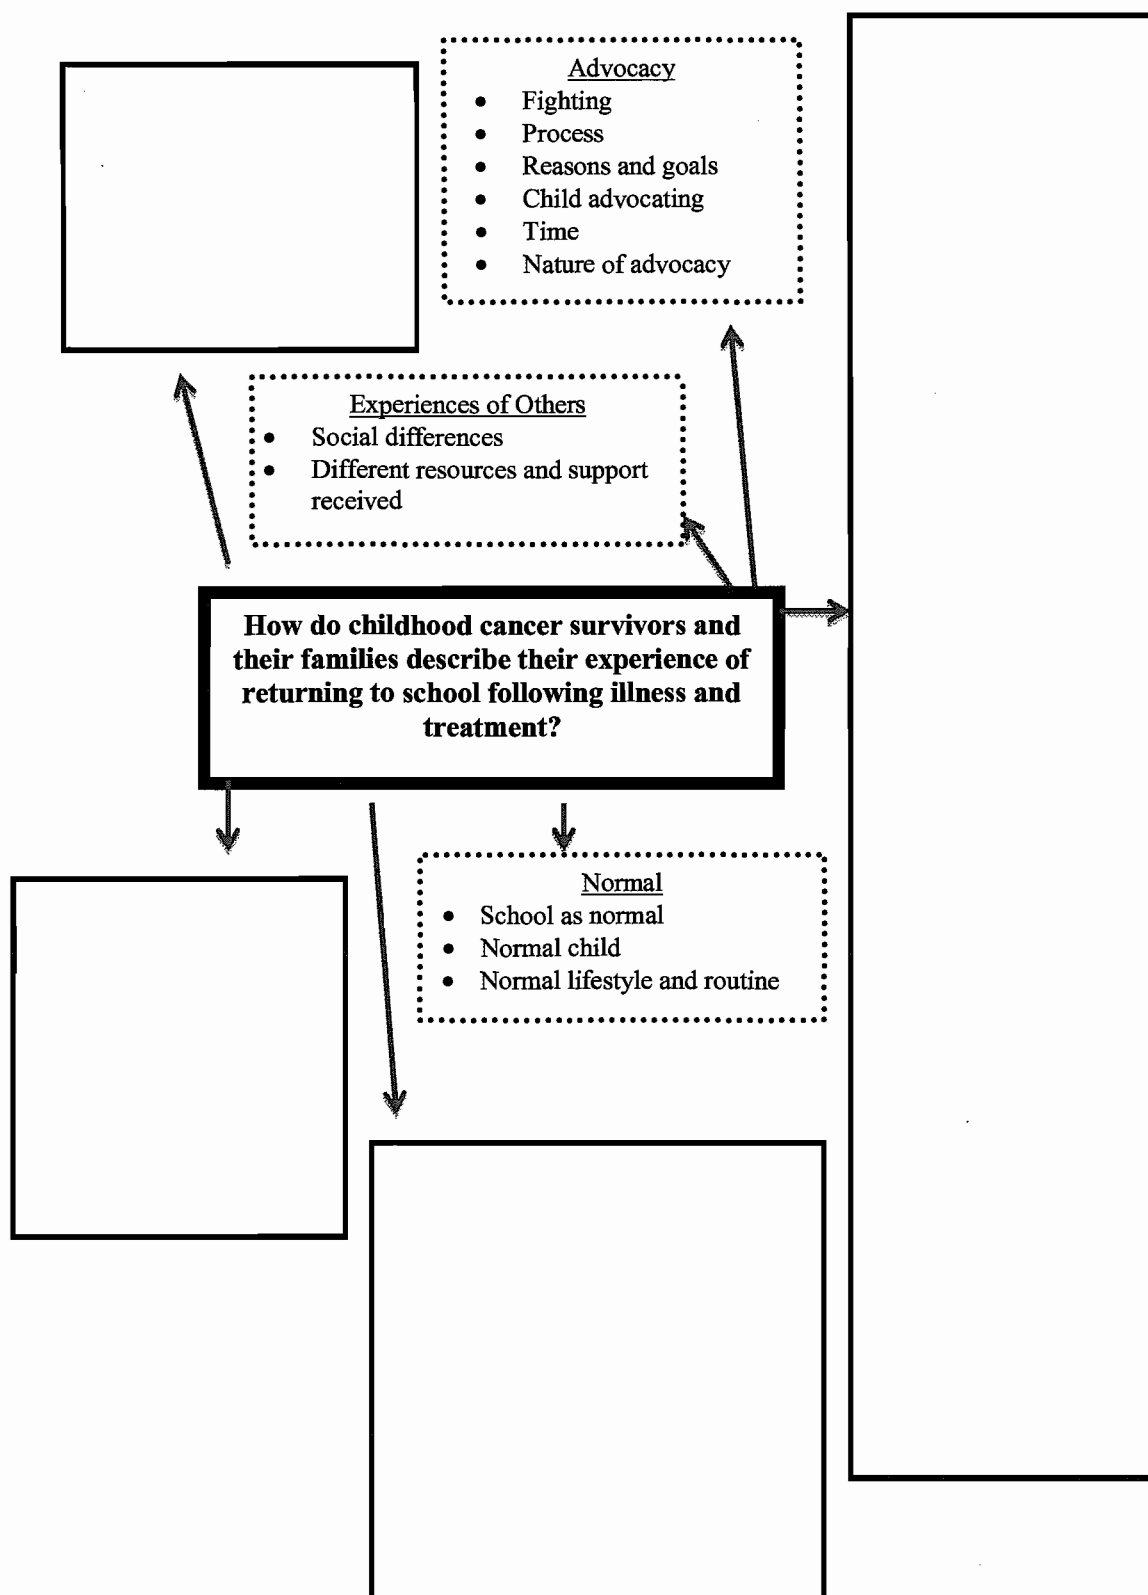 Advocacy
• Fighting
• Process
• Reasons and goals
• Child advocating
• Time
• Nature of advocacy
Experiences of Others
• Social differences
• Different resources and support
received
How do childhood cancer survivors and
their families describe their experience of
returning to school following illness and
treatment?
Normal
• School as normal
• Normal child
• Normal lifestyle and routine